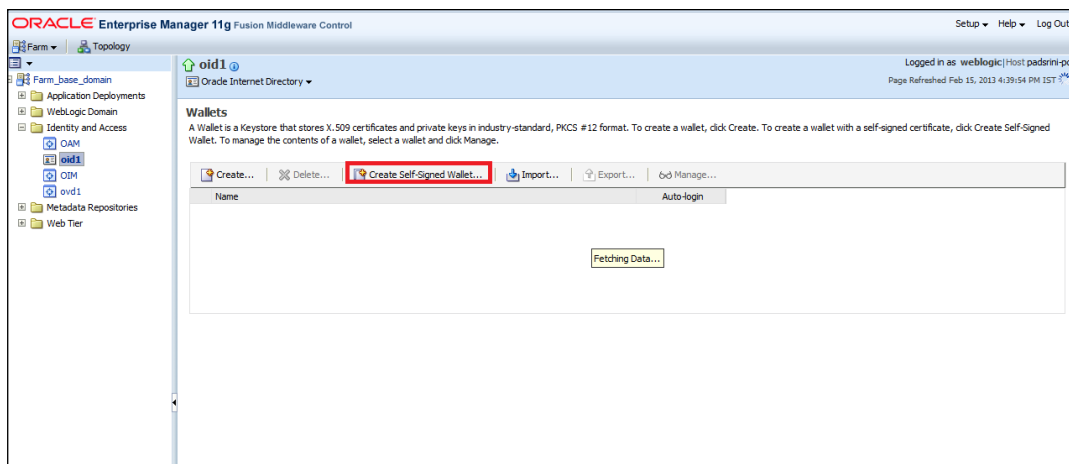 ORACLE Enterprise Manager 11g Fusion Middleware Control
Setup Help Log Out
Farm Topology
oid1
Logged in as weblogic|Host
Oracle Internet Directory
Page Refreshed Feb 15, 2013 4:39:54 PM IST
Farm_base_domain
Application Deployments
WebLogic Domain
Identity and Access
OAM
oid1
OIM
ovd1
Metadata Repositories
Web Tier
Wallets
A Wallet is a Keystore that stores X.509 certificates and private keys in industry-standard, PKCS #12 format. To create a wallet, click Create. To create a wallet with a self-signed certificate, click Create Self-Signed
Wallet. To manage the contents of a wallet, select a wallet and click Manage.
Create... Delete... Create Self-Signed Wallet... Import... Export... Manage...
Name Auto-login
Fetching Data...